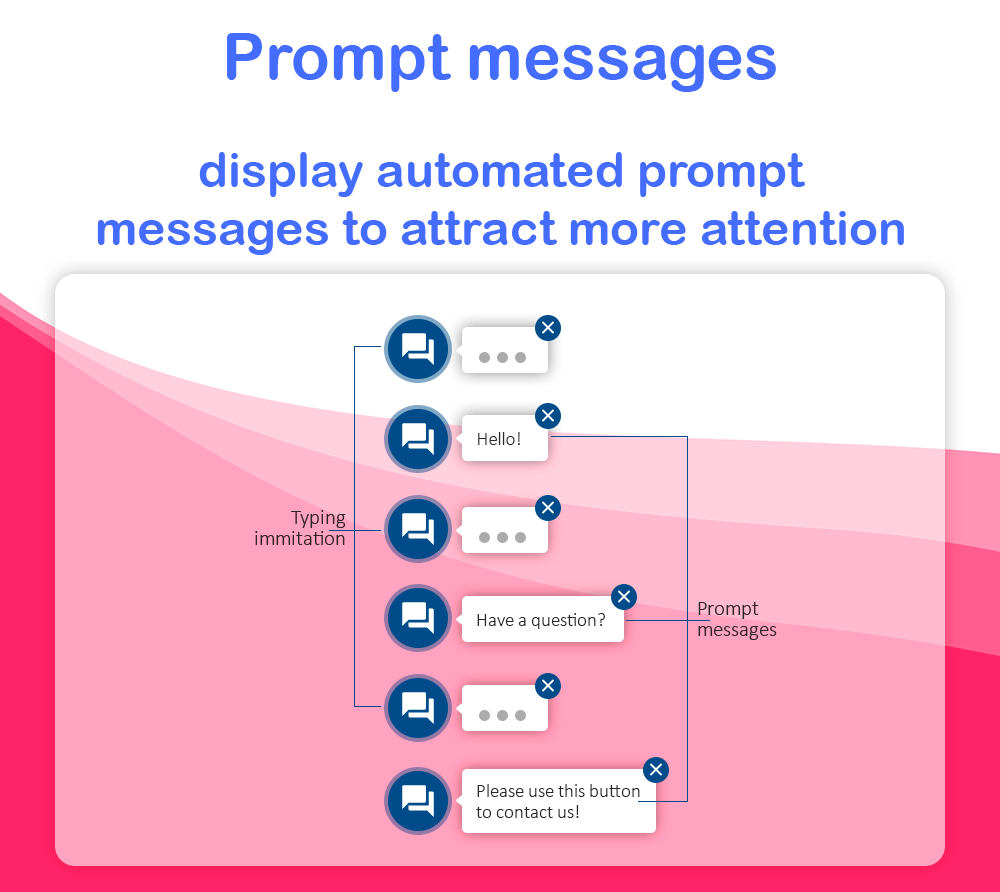 Prompt messages
display automated prompt
messages to attract more attention
Hello!
Typing
immitation
Have a question?
Prompt
messages
Please use this button
to contact us!